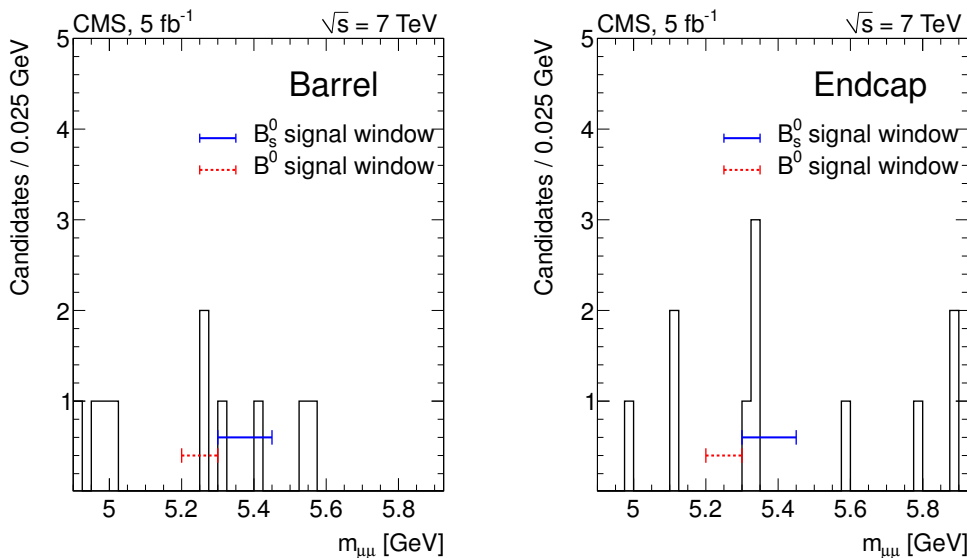 CMS, 5 fb⁻¹ √s = 7 TeV
Barrel
B⁰ₛ signal window
B⁰ signal window
Candidates / 0.025 GeV
5
4
3
2
1
5 5.2 5.4 5.6 5.8
m_μμ [GeV]
CMS, 5 fb⁻¹ √s = 7 TeV
Endcap
B⁰ₛ signal window
B⁰ signal window
Candidates / 0.025 GeV
5
4
3
2
1
5 5.2 5.4 5.6 5.8
m_μμ [GeV]